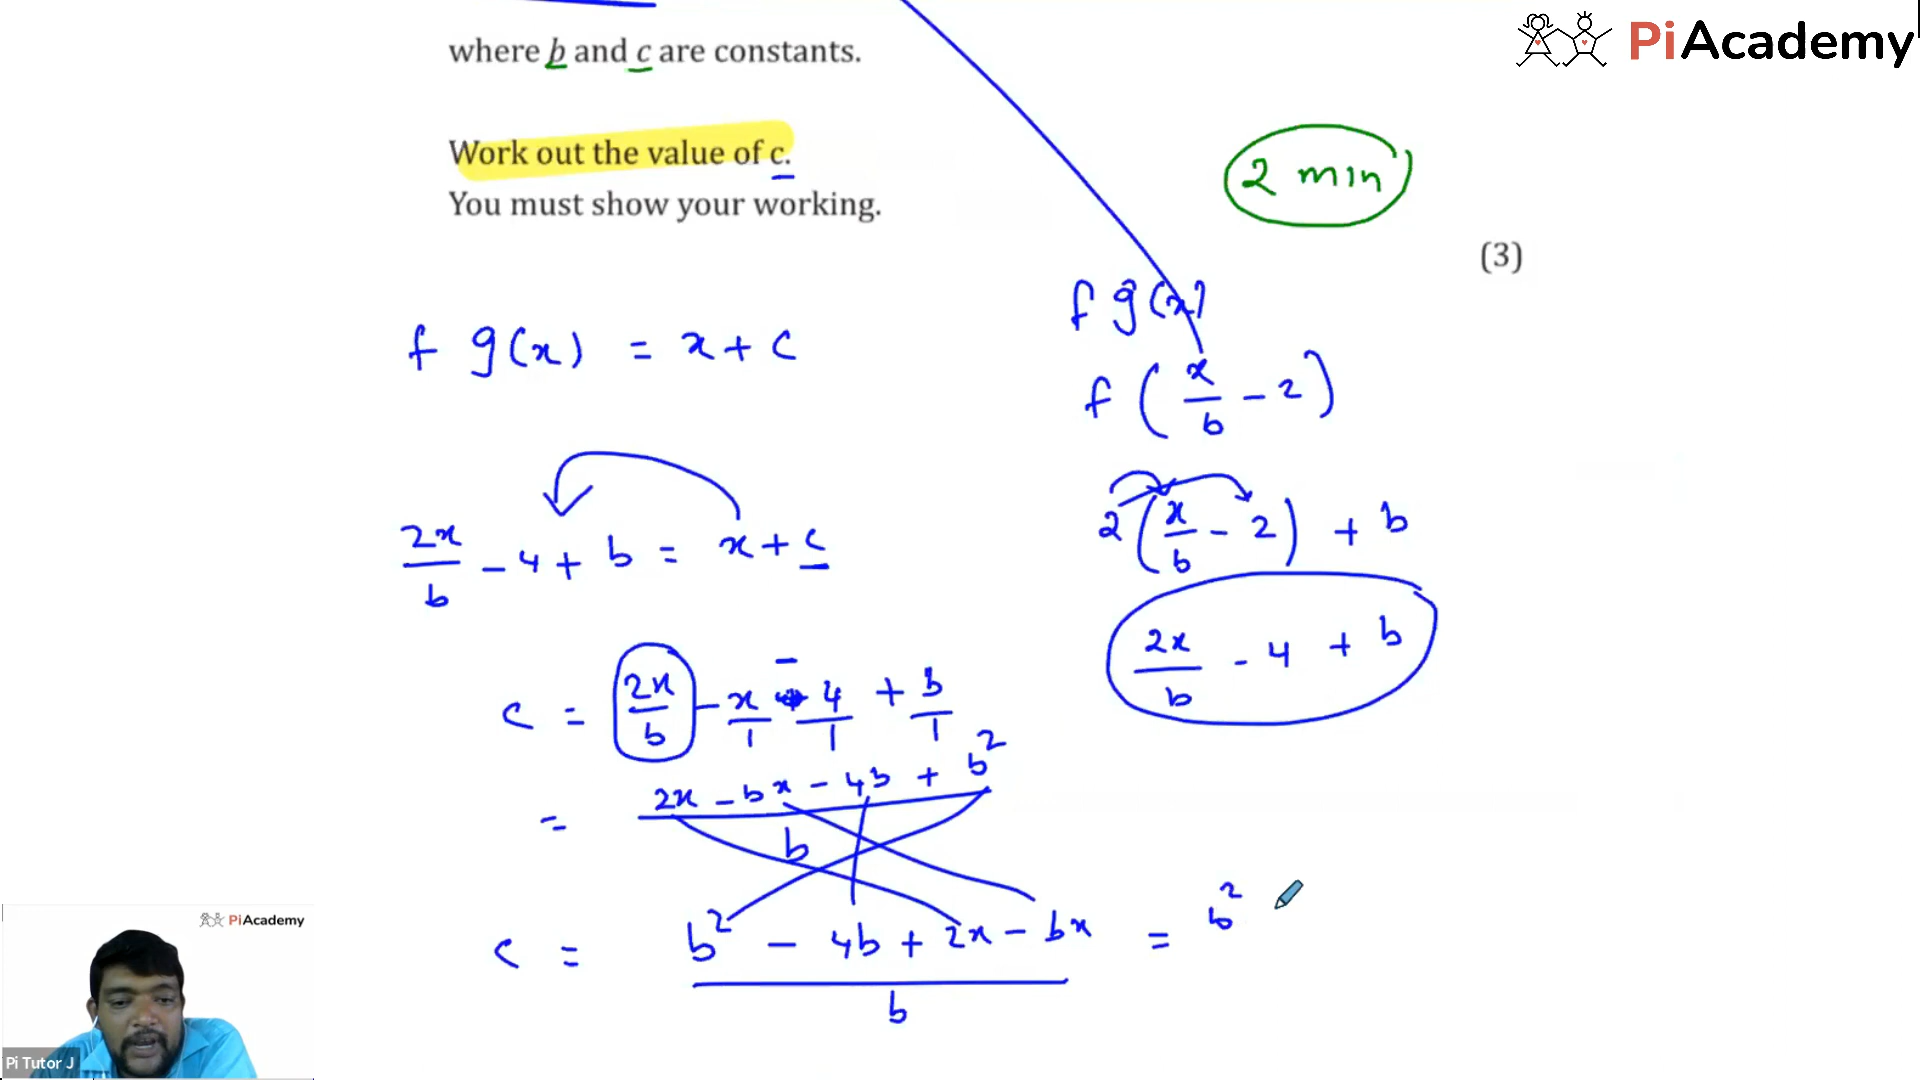 PiAcademy
where b and c are constants.
Work out the value of c.
You must show your working.
2 min
(3)
f g(x) = x + c
f g(x)
f ( x/b - 2 )
2 ( x/b - 2 ) + b
2x/b - 4 + b
2x/b - 4 + b = x + c
c = 2x/b - x/1 - 4/1 + b/1
= 2x - bx - 4b + b²
b
c = b² - 4b + 2x - bx = b²
b
PiAcademy
Pi Tutor J